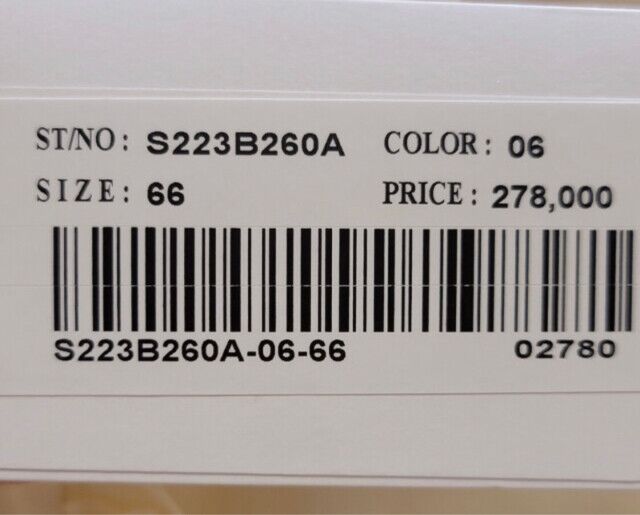 ST/NO: S223B260A COLOR: 06
SIZE: 66 PRICE: 278,000
S223B260A-06-66 02780